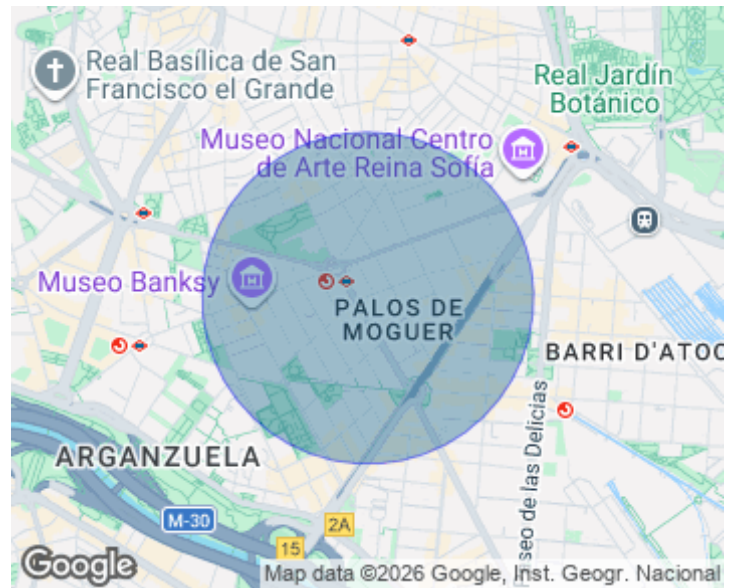 Real Basílica de San
Francisco el Grande
Real Jardín
Botánico
Museo Nacional Centro
de Arte Reina Sofía
Museo Banksy
PALOS DE
MOGUER
BARRI D'ATOC
ARGANZUELA
seo de las Delicias
M-30
2A
15
Google
Map data ©2026 Google, Inst. Geogr. Nacional